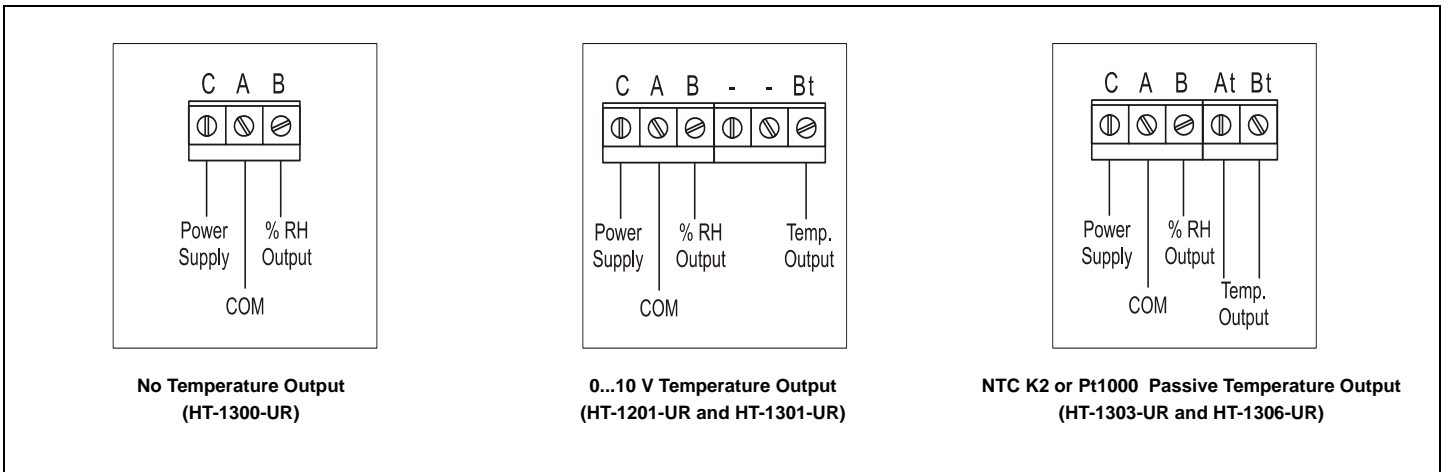 C A B
Power Supply
% RH Output
COM
No Temperature Output
(HT-1300-UR)
C A B - - Bt
Power Supply
% RH Output
Temp. Output
COM
0...10 V Temperature Output
(HT-1201-UR and HT-1301-UR)
C A B At Bt
Power Supply
% RH Output
COM
Temp. Output
NTC K2 or Pt1000 Passive Temperature Output
(HT-1303-UR and HT-1306-UR)